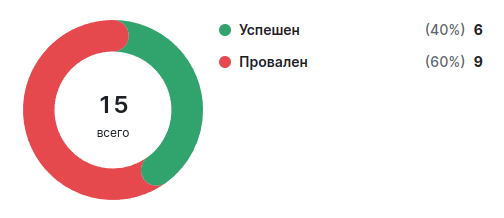 15
всего
Успешен (40%) 6
Провален (60%) 9